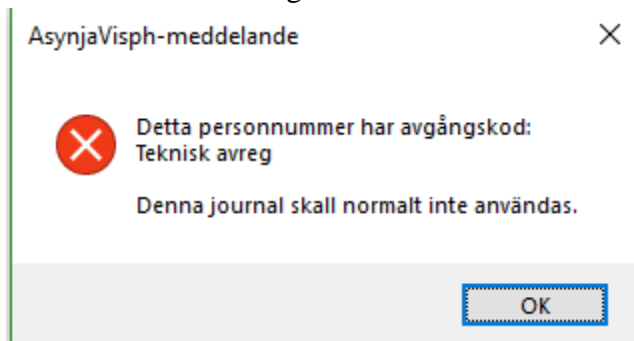 AsynjaVisph-meddelande
Detta personnummer har avgångskod:
Teknisk avreg
Denna journal skall normalt inte användas.
OK